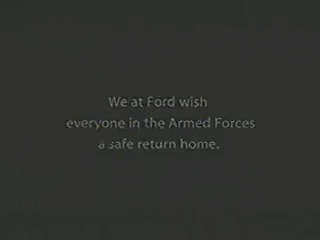 We at Ford wish
everyone in the Armed Forces
a safe return home.